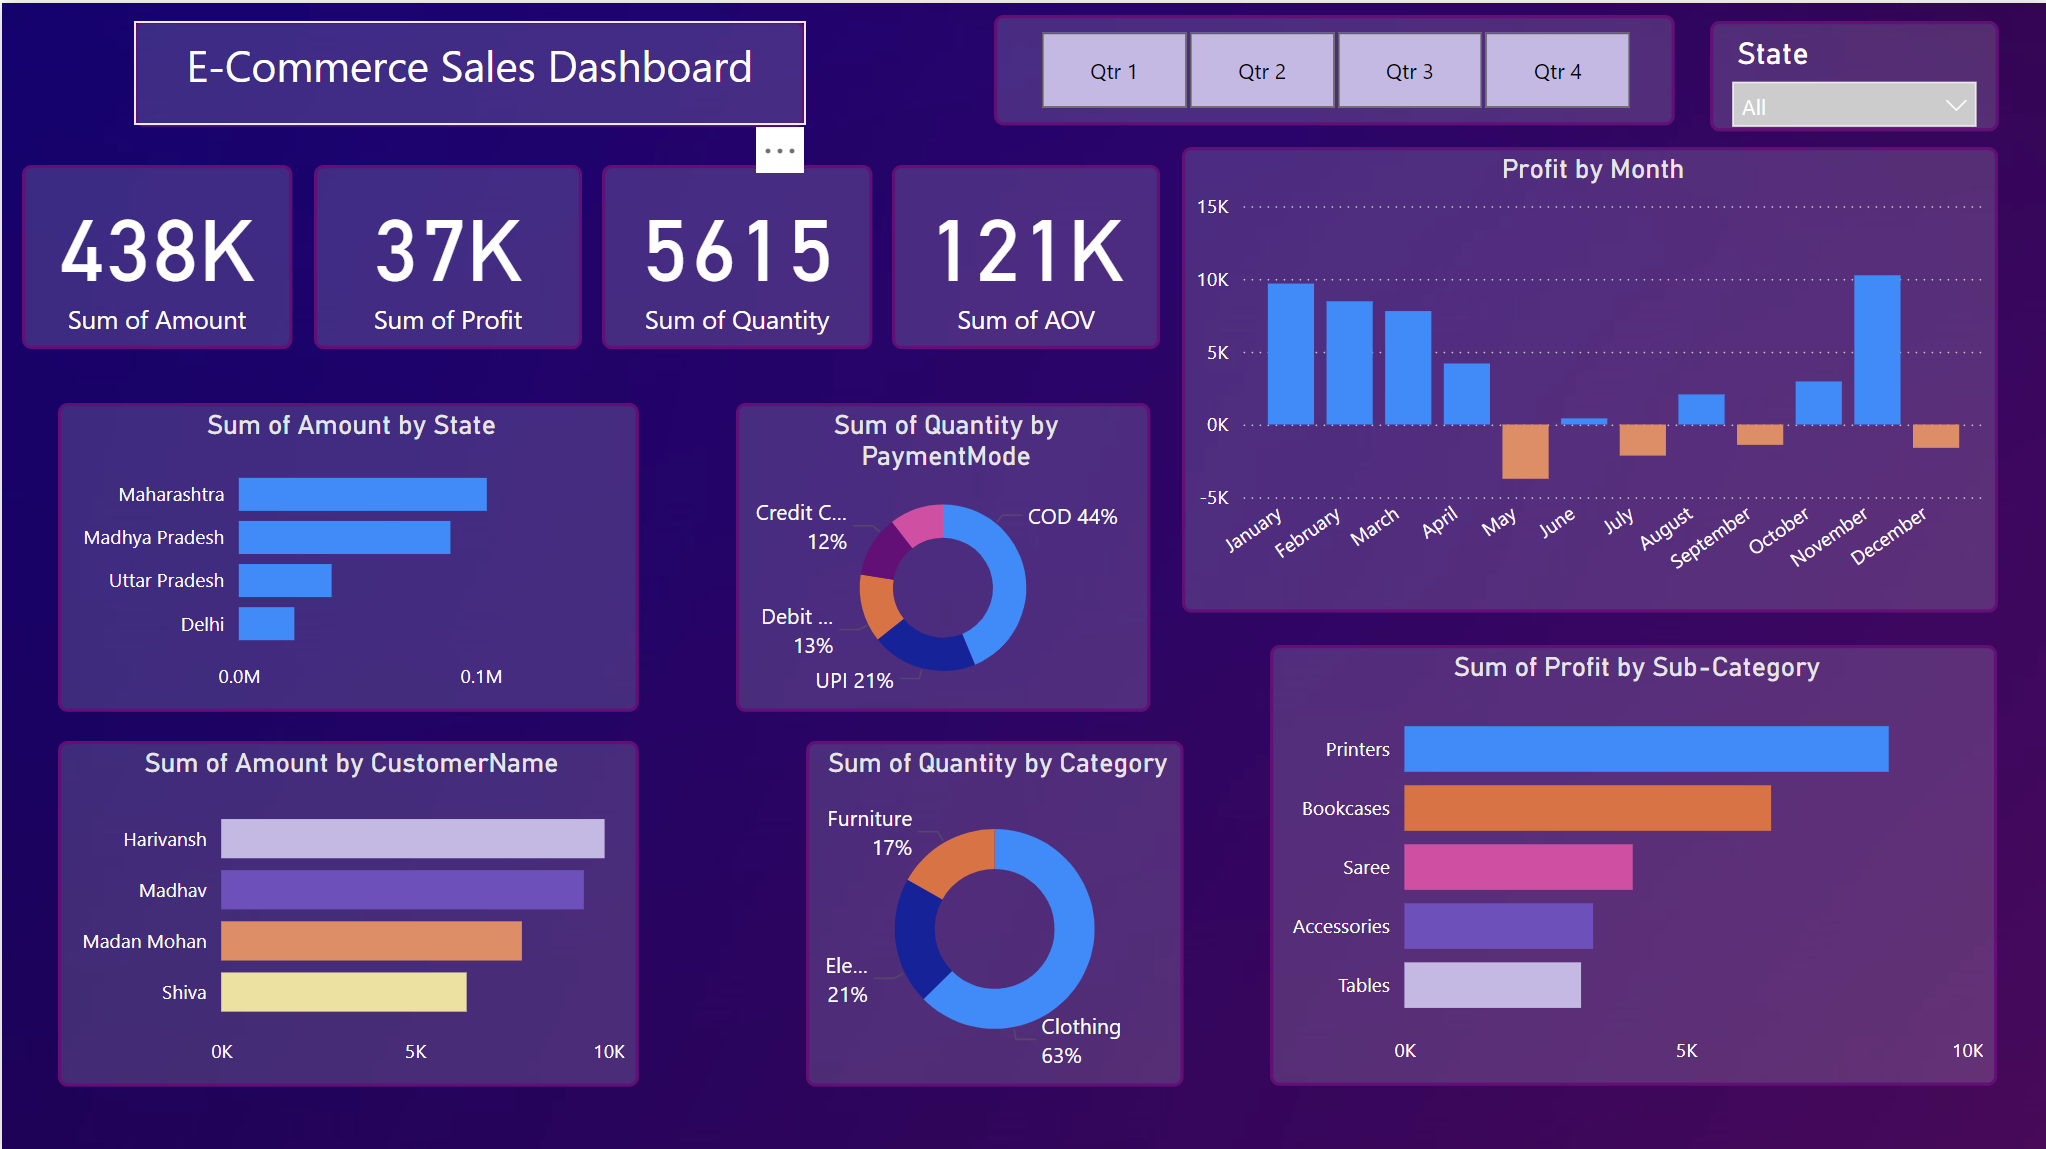 E-Commerce Sales Dashboard
Qtr 1
Qtr 2
Qtr 3
Qtr 4
State
All
438K
Sum of Amount
37K
Sum of Profit
5615
Sum of Quantity
121K
Sum of AOV
Profit by Month
15K
10K
5K
0K
-5K
January
February
March
April
May
June
July
August
September
October
November
December
Sum of Amount by State
Maharashtra
Madhya Pradesh
Uttar Pradesh
Delhi
0.0M
0.1M
Sum of Quantity by
PaymentMode
Credit C...
12%
COD 44%
Debit ...
13%
UPI 21%
Sum of Profit by Sub-Category
Printers
Bookcases
Saree
Accessories
Tables
0K
5K
10K
Sum of Amount by CustomerName
Harivansh
Madhav
Madan Mohan
Shiva
0K
5K
10K
Sum of Quantity by Category
Furniture
17%
Ele...
21%
Clothing
63%